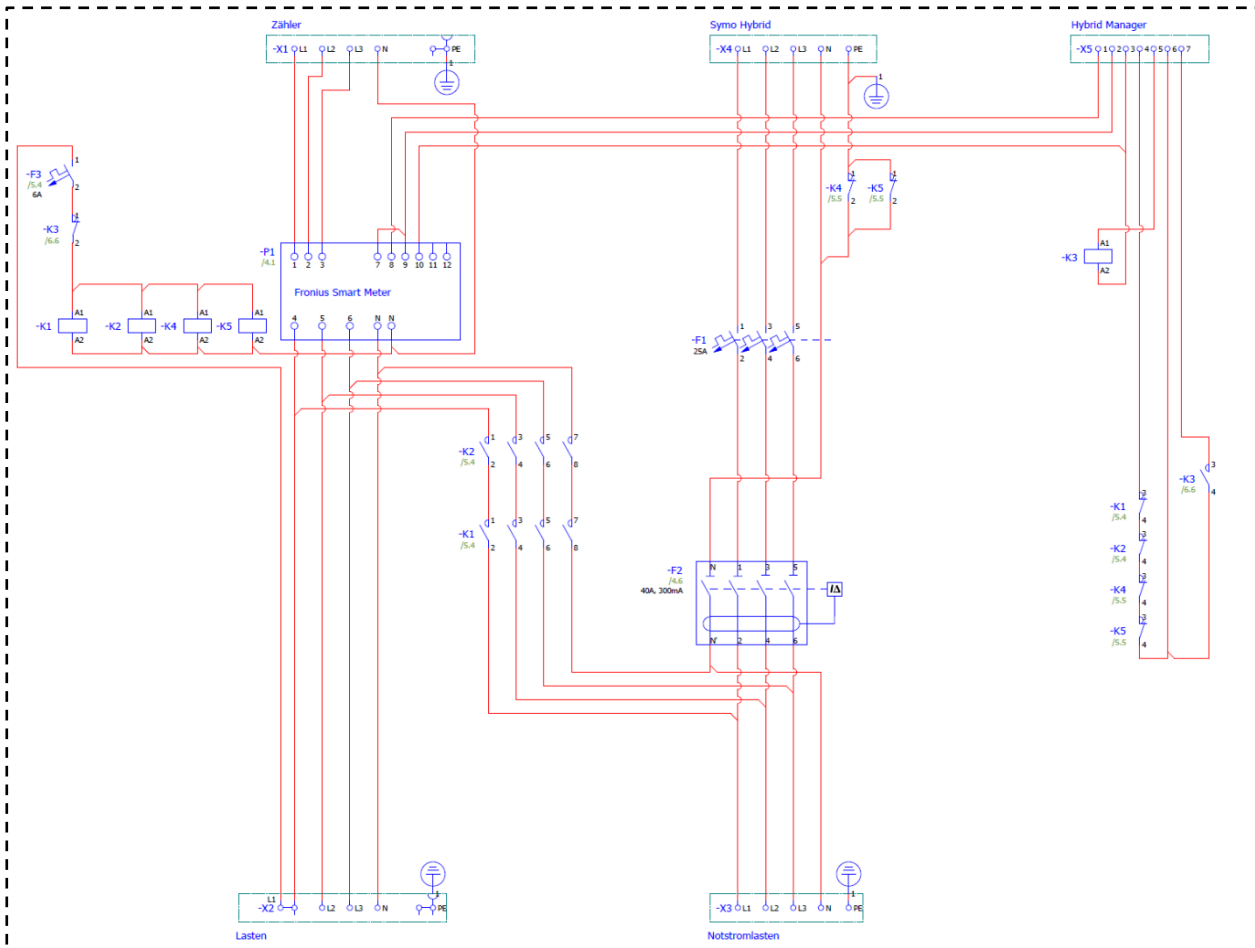 Zähler
Symo Hybrid
Hybrid Manager
-X1 L1 L2 L3 N PE
-X4 L1 L2 L3 N PE
-X5 1 2 3 4 5 6 7
1
1
-F3
/5.4
6A
1
2
-K3
/6.6
1
2
-K4
/5.5
1
2
-K5
/5.5
1
2
-P1
/4.1
1 2 3 7 8 9 10 11 12
Fronius Smart Meter
4 5 6 N N
-K3
A1
A2
-K1 A1 A2
-K2 A1 A2
-K4 A1 A2
-K5 A1 A2
-F1
25A
1 3 5
2 4 6
-K2
/5.4
1 3 5 7
2 4 6 8
-K3
/6.6
3
4
-K1
/5.4
1 3 5 7
2 4 6 8
-K1
/5.4
3
4
-K2
/5.4
3
4
-K4
/5.5
3
4
-K5
/5.5
3
4
-F2
/4.6
40A, 300mA
N 1 3 5
IΔ
N' 2 4 6
1
1
L1
-X2 L2 L3 N PE
-X3 L1 L2 L3 N PE
Lasten
Notstromlasten